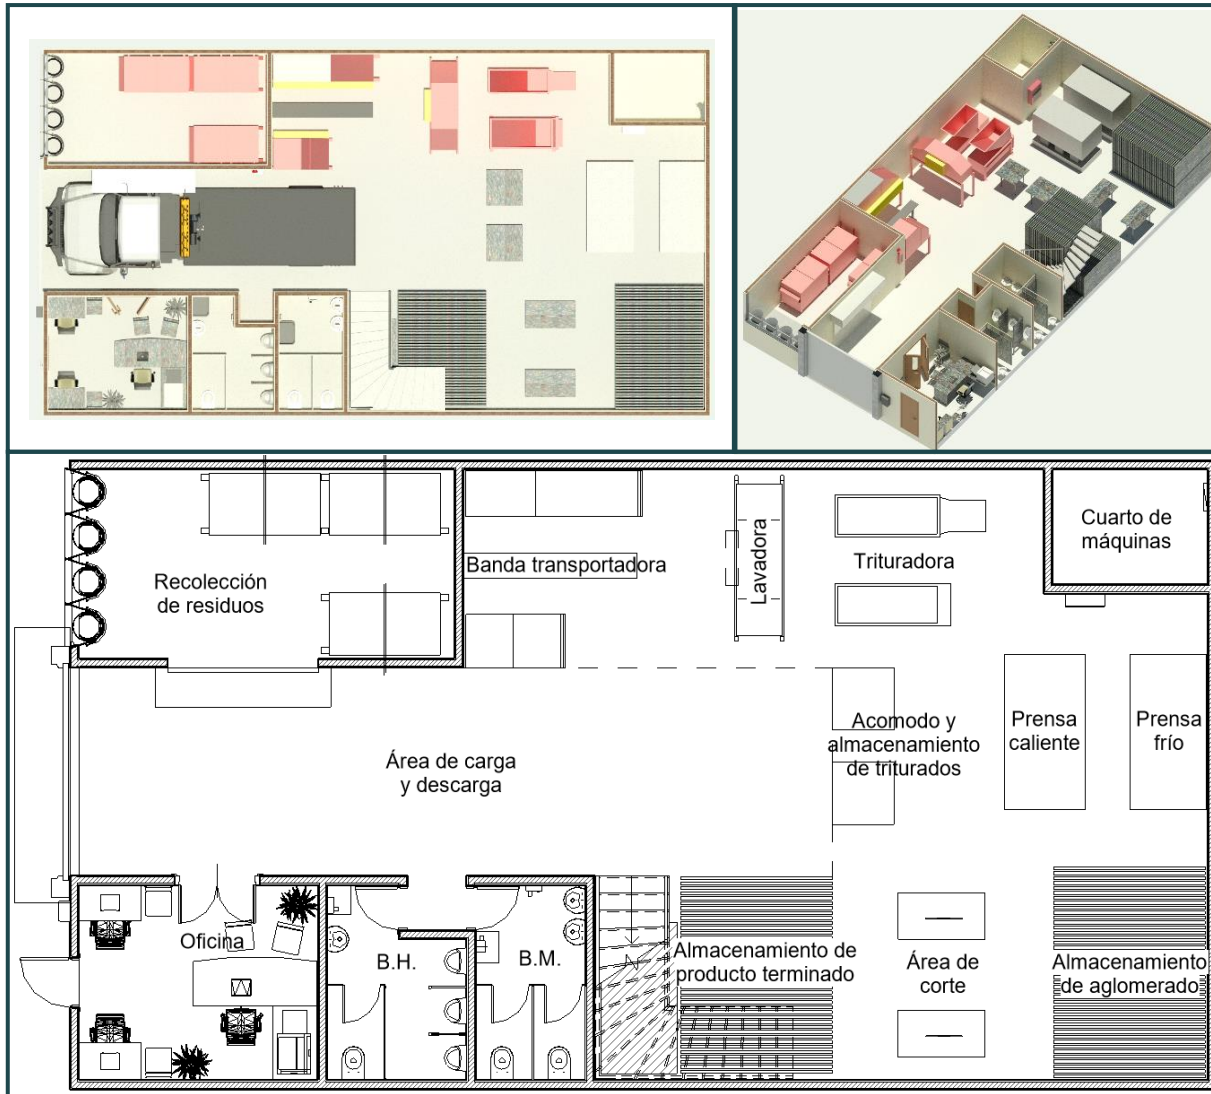 Recolección
de residuos
Banda transportadora
Lavadora
Trituradora
Cuarto de
máquinas
Área de carga
y descarga
Acomodo y
almacenamiento
de triturados
Prensa
caliente
Prensa
frío
Oficina
B.H.
B.M.
Almacenamiento de
producto terminado
Área de
corte
Almacenamiento
de aglomerado